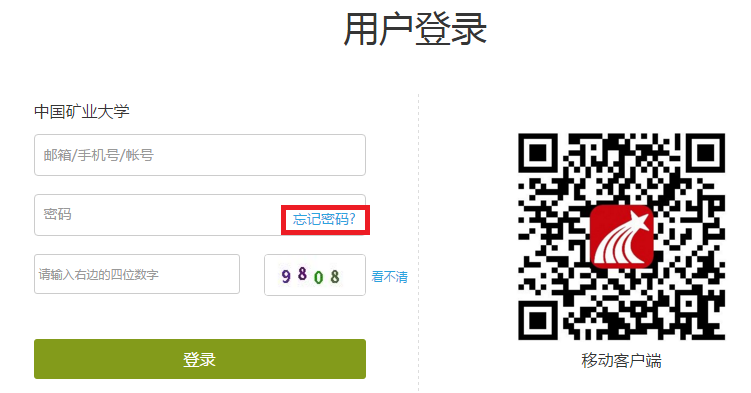 用户登录
中国矿业大学
邮箱/手机号/帐号
密码
忘记密码?
请输入右边的四位数字
9808
看不清
登录
移动客户端